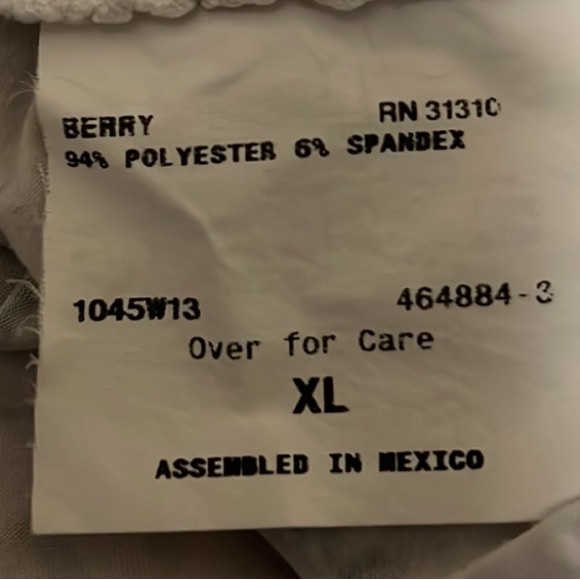 BERRY RN 31310
94% POLYESTER 6% SPANDEX
1045W13 464884-3
Over for Care
XL
ASSEMBLED IN MEXICO